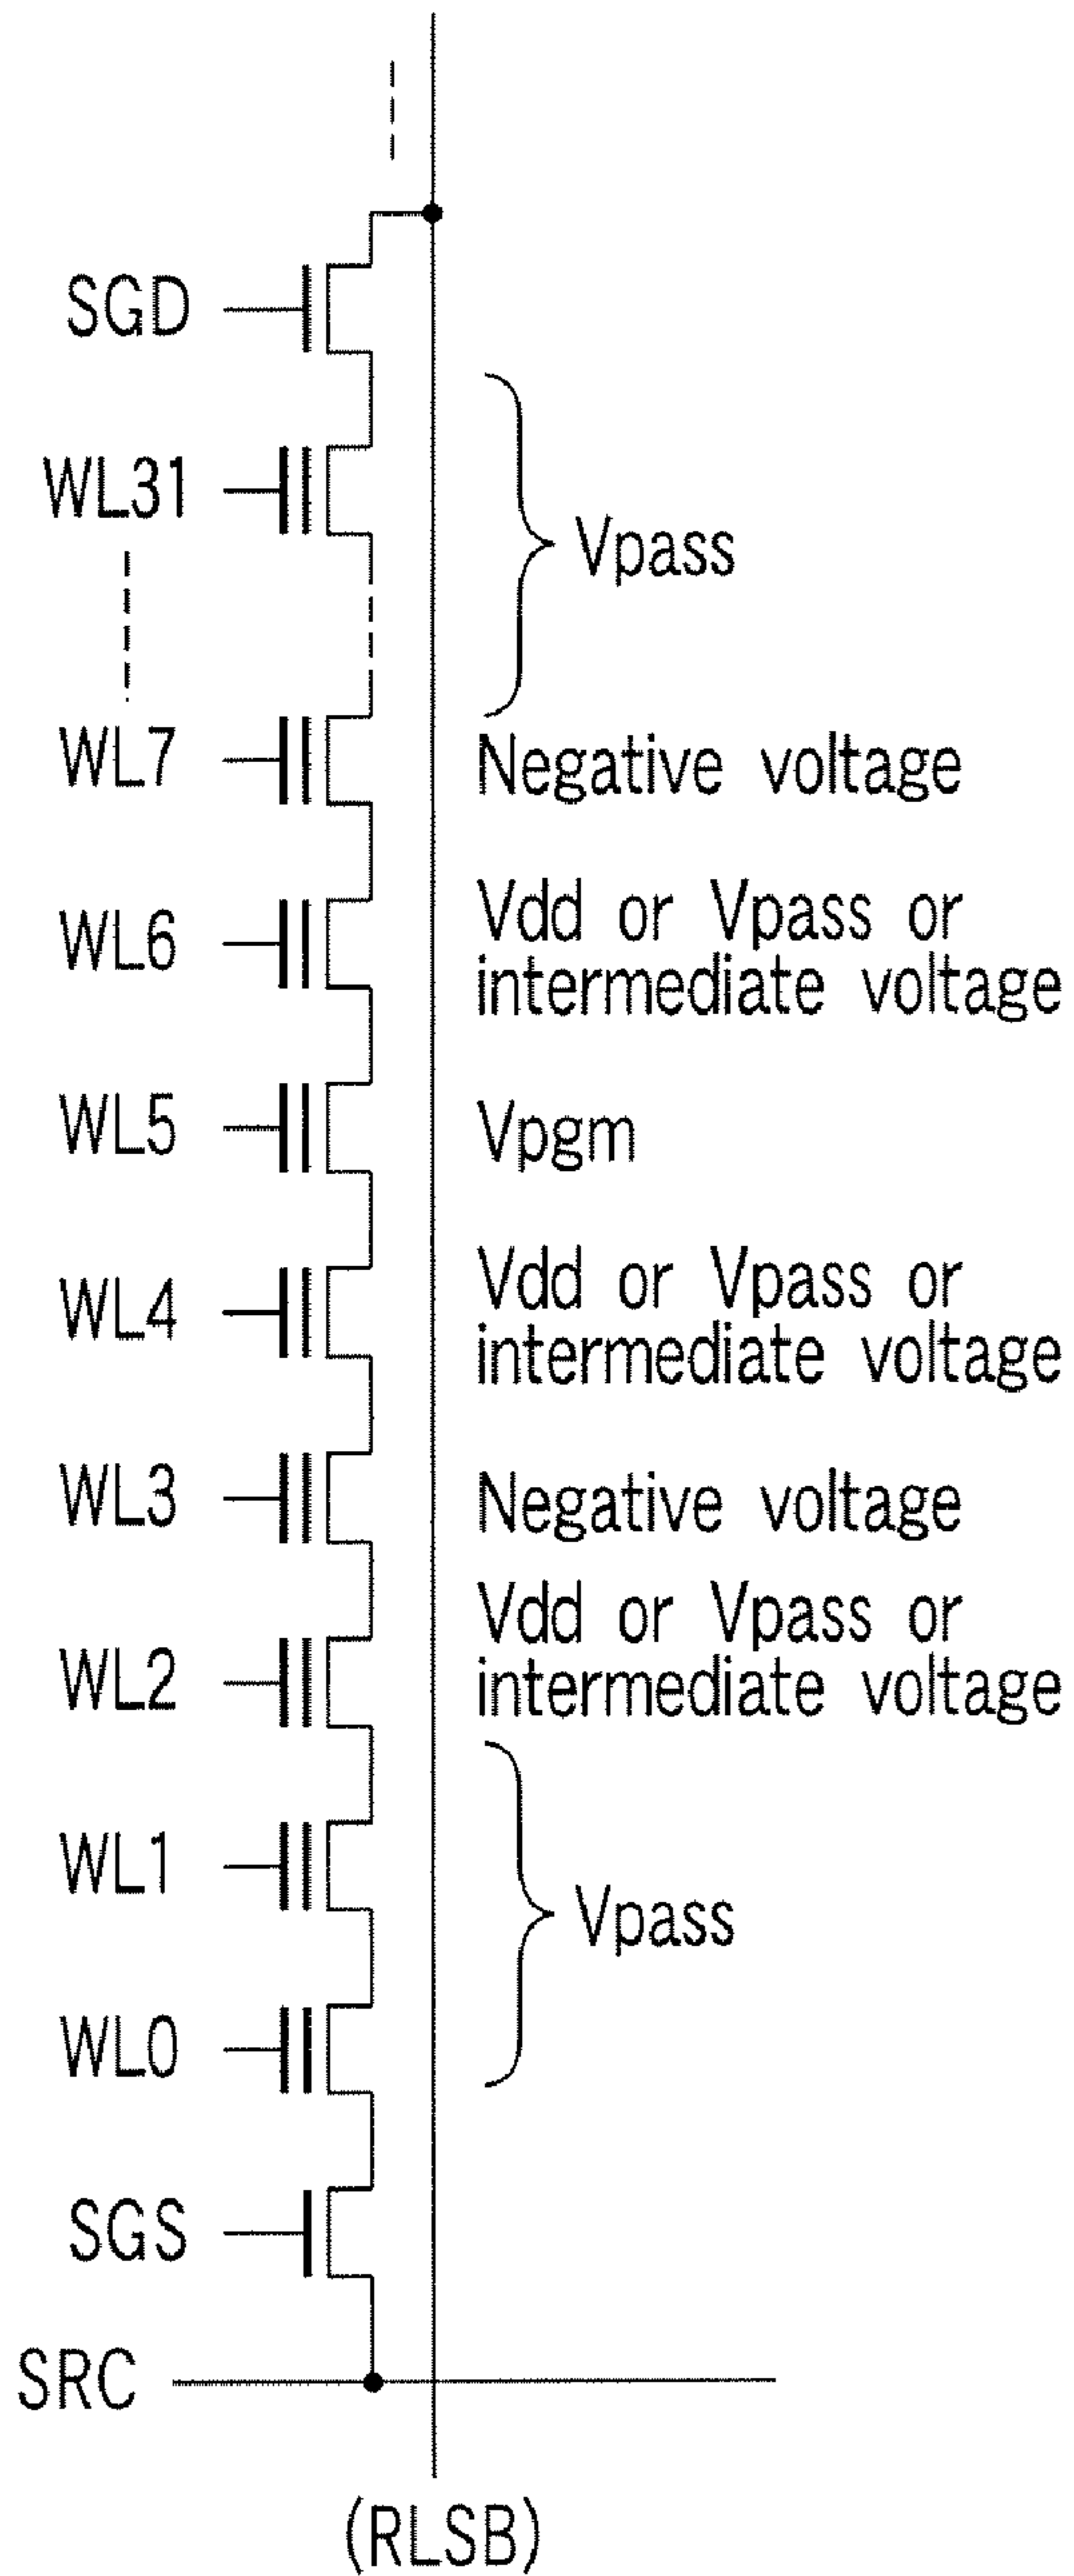 SGD
WL31
Vpass
WL7 Negative voltage
WL6 Vdd or Vpass or
intermediate voltage
WL5 Vpgm
WL4 Vdd or Vpass or
intermediate voltage
WL3 Negative voltage
WL2 Vdd or Vpass or
intermediate voltage
WL1
Vpass
WL0
SGS
SRC
(RLSB)